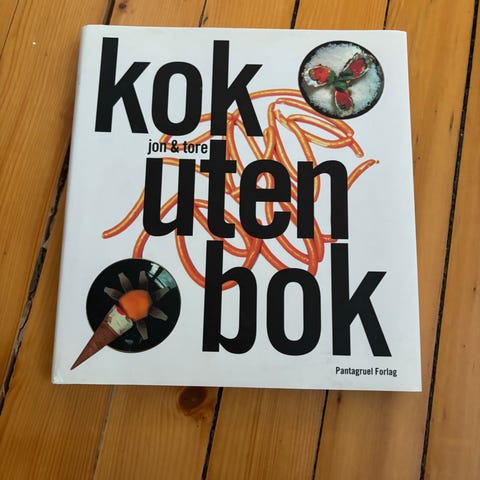 kok
jon & tore
uten
bok
Pantagruel Forlag